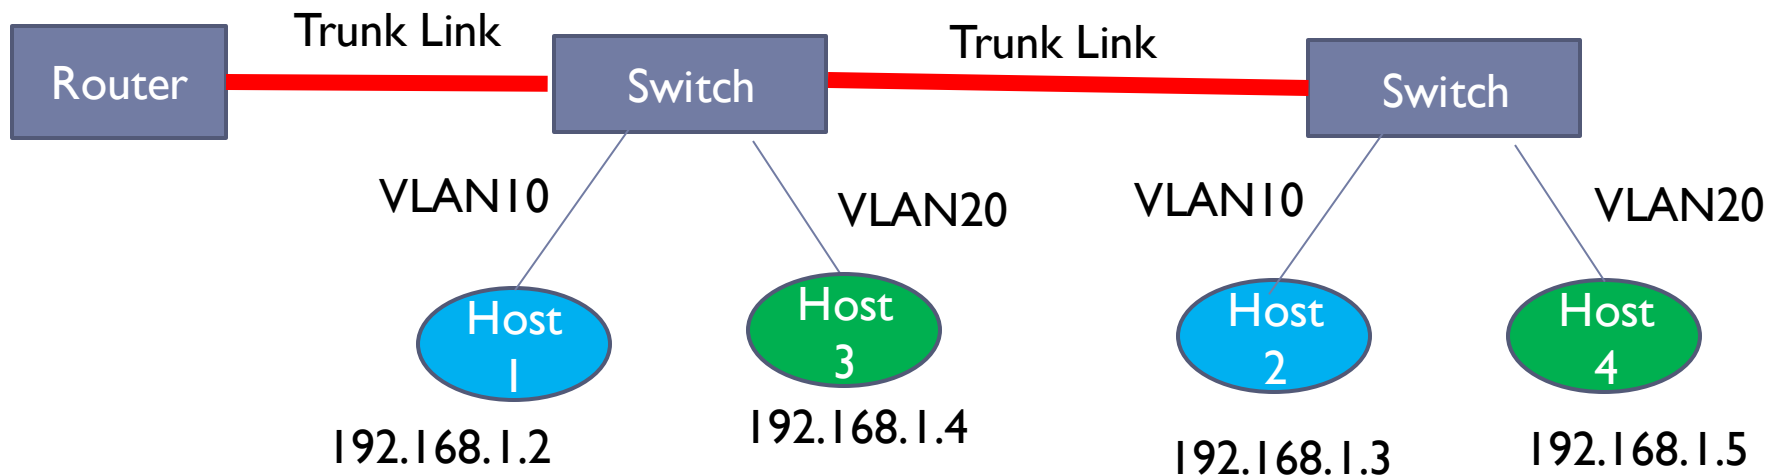 Trunk Link
Trunk Link
Router
Switch
Switch
VLAN10
VLAN20
VLAN10
VLAN20
Host
1
Host
3
Host
2
Host
4
192.168.1.2
192.168.1.4
192.168.1.3
192.168.1.5